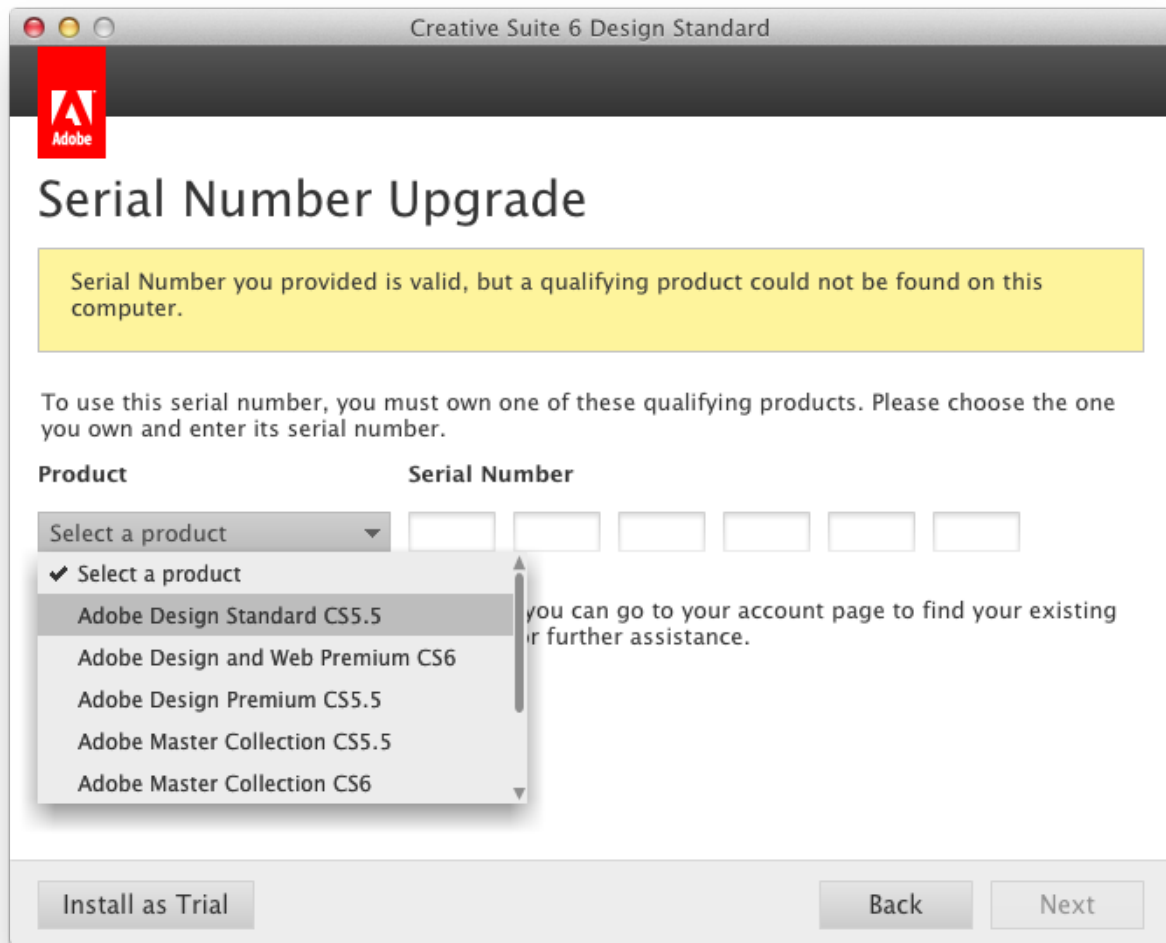 Creative Suite 6 Design Standard
Adobe
Serial Number Upgrade
Serial Number you provided is valid, but a qualifying product could not be found on this
computer.
To use this serial number, you must own one of these qualifying products. Please choose the one
you own and enter its serial number.
Product Serial Number
Select a product
Select a product
Adobe Design Standard CS5.5
you can go to your account page to find your existing
further assistance.
Adobe Design and Web Premium CS6
Adobe Design Premium CS5.5
Adobe Master Collection CS5.5
Adobe Master Collection CS6
Install as Trial Back Next